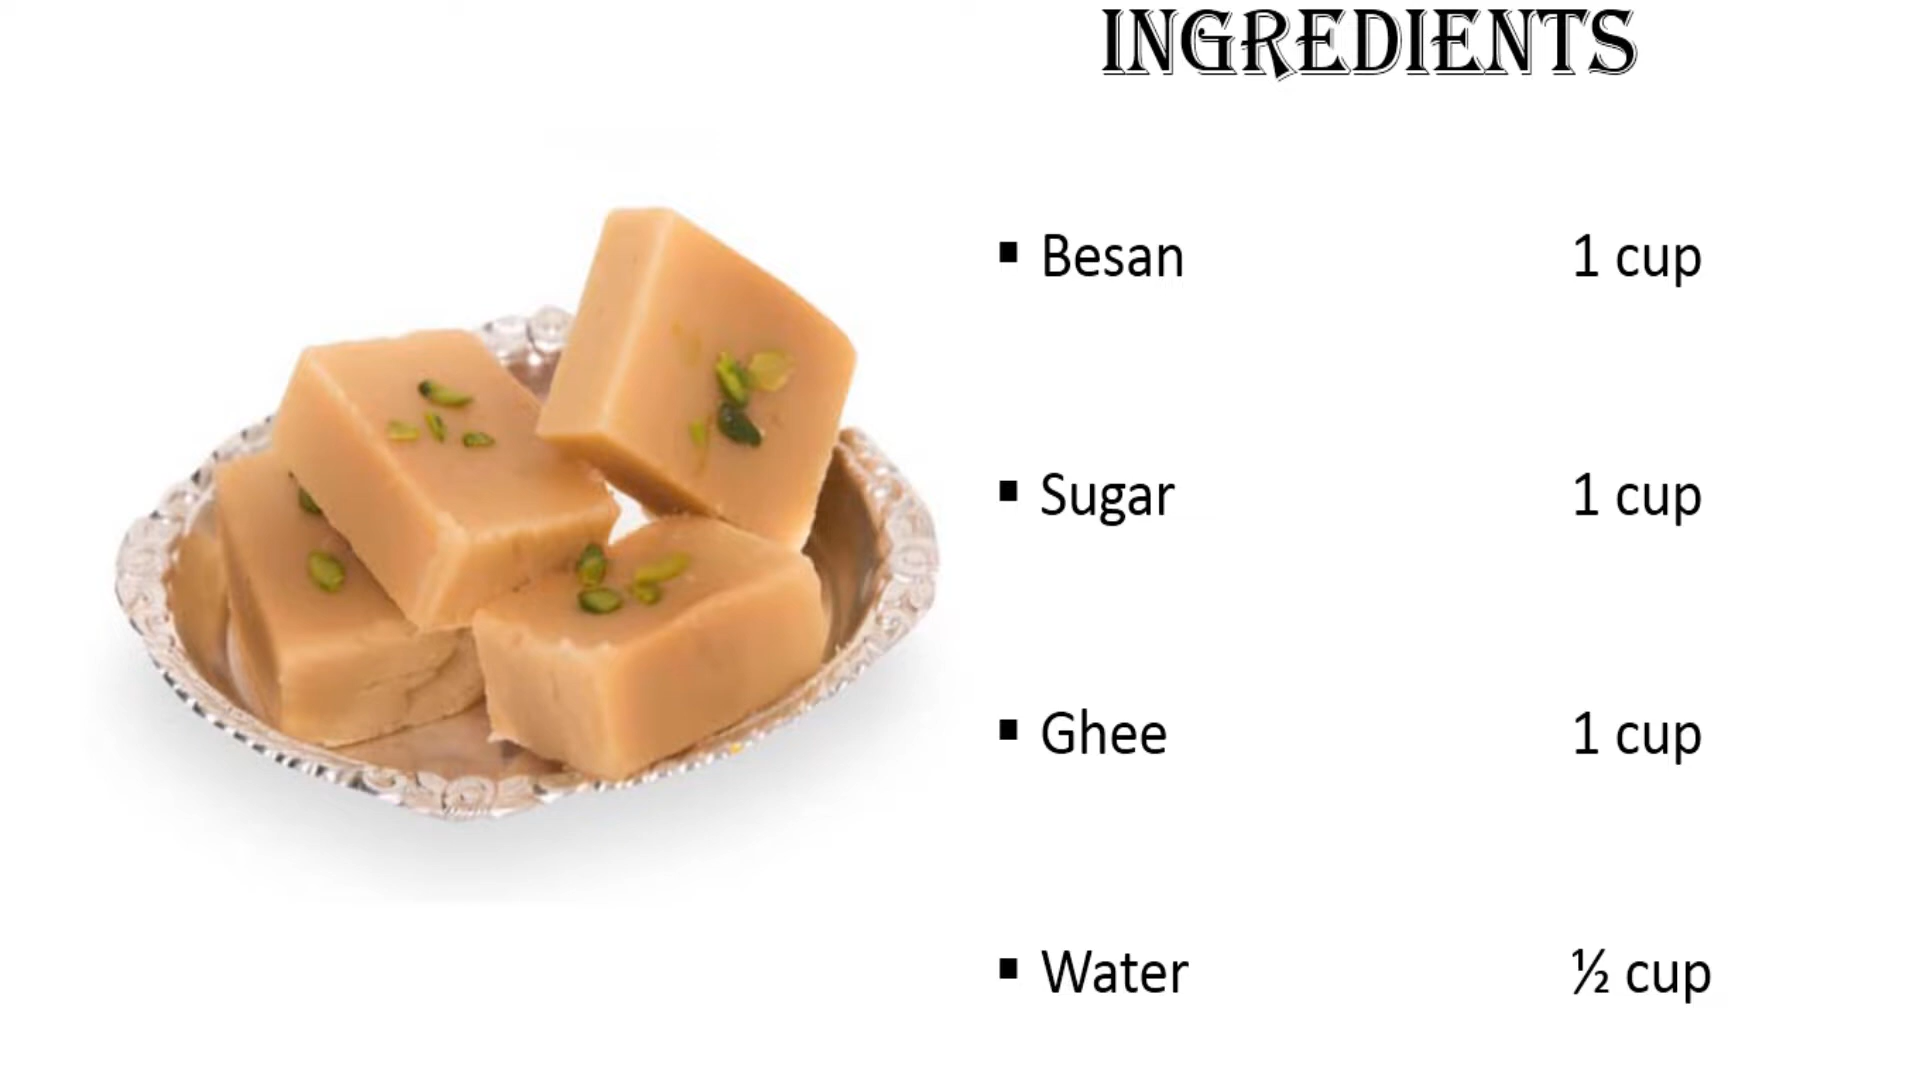 INGREDIENTS
▪ Besan 1 cup
▪ Sugar 1 cup
▪ Ghee 1 cup
▪ Water ½ cup